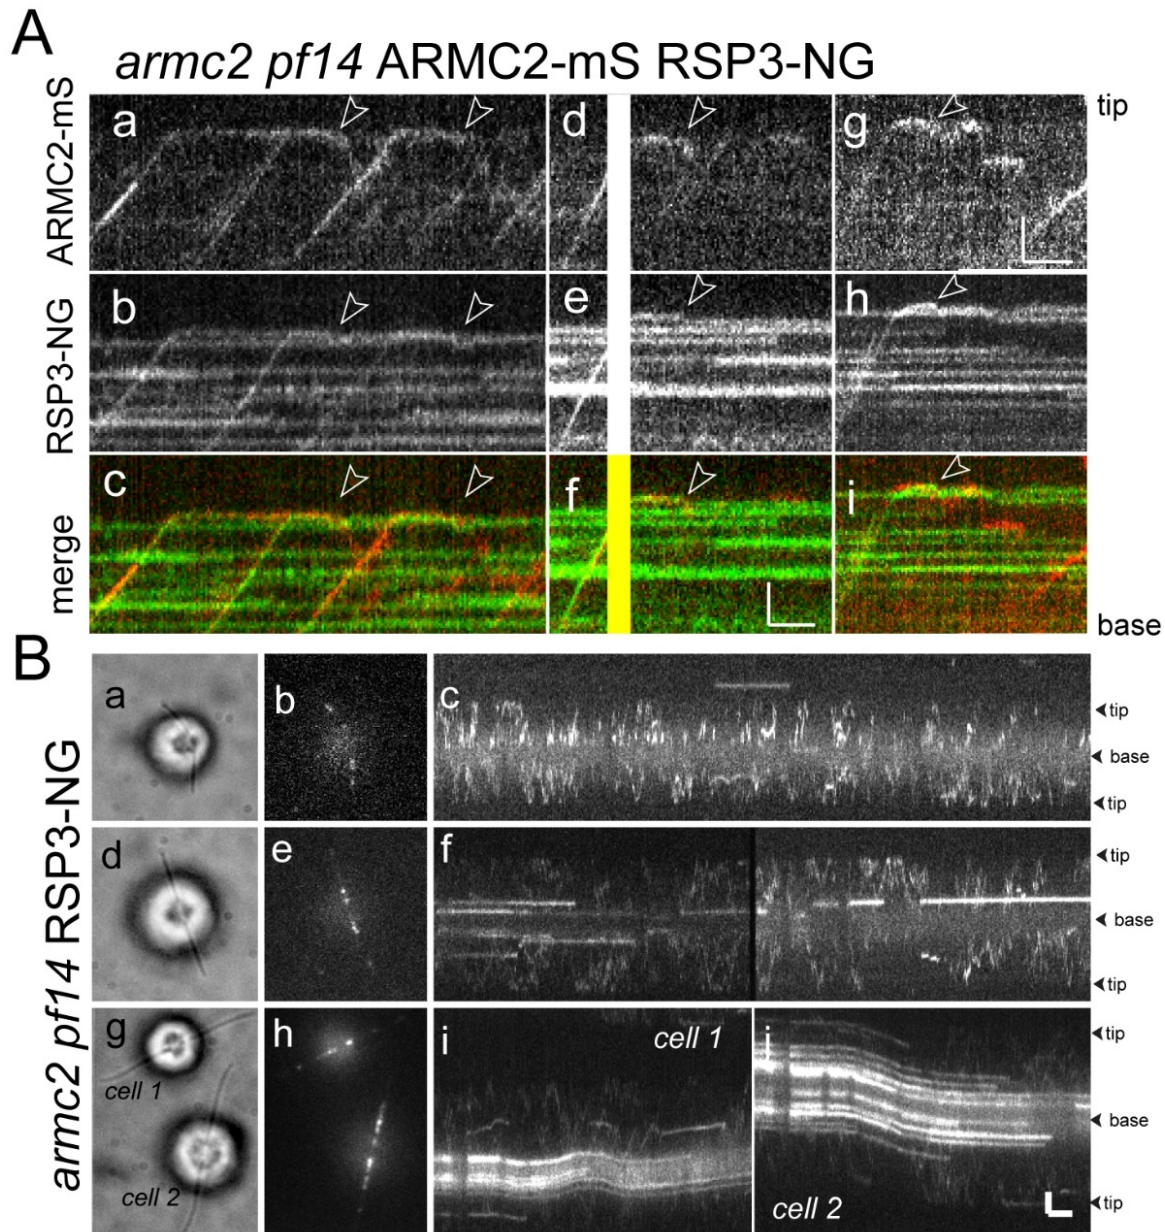 A
armc2 pf14 ARMC2-mS RSP3-NG
ARMC2-mS
a
d
g
tip
RSP3-NG
b
e
h
merge
c
f
i
base
B
armc2 pf14 RSP3-NG
a
b
c
tip
base
tip
d
e
f
tip
base
tip
g
cell 1
cell 2
h
i
cell 1
j
cell 2
tip
base
tip